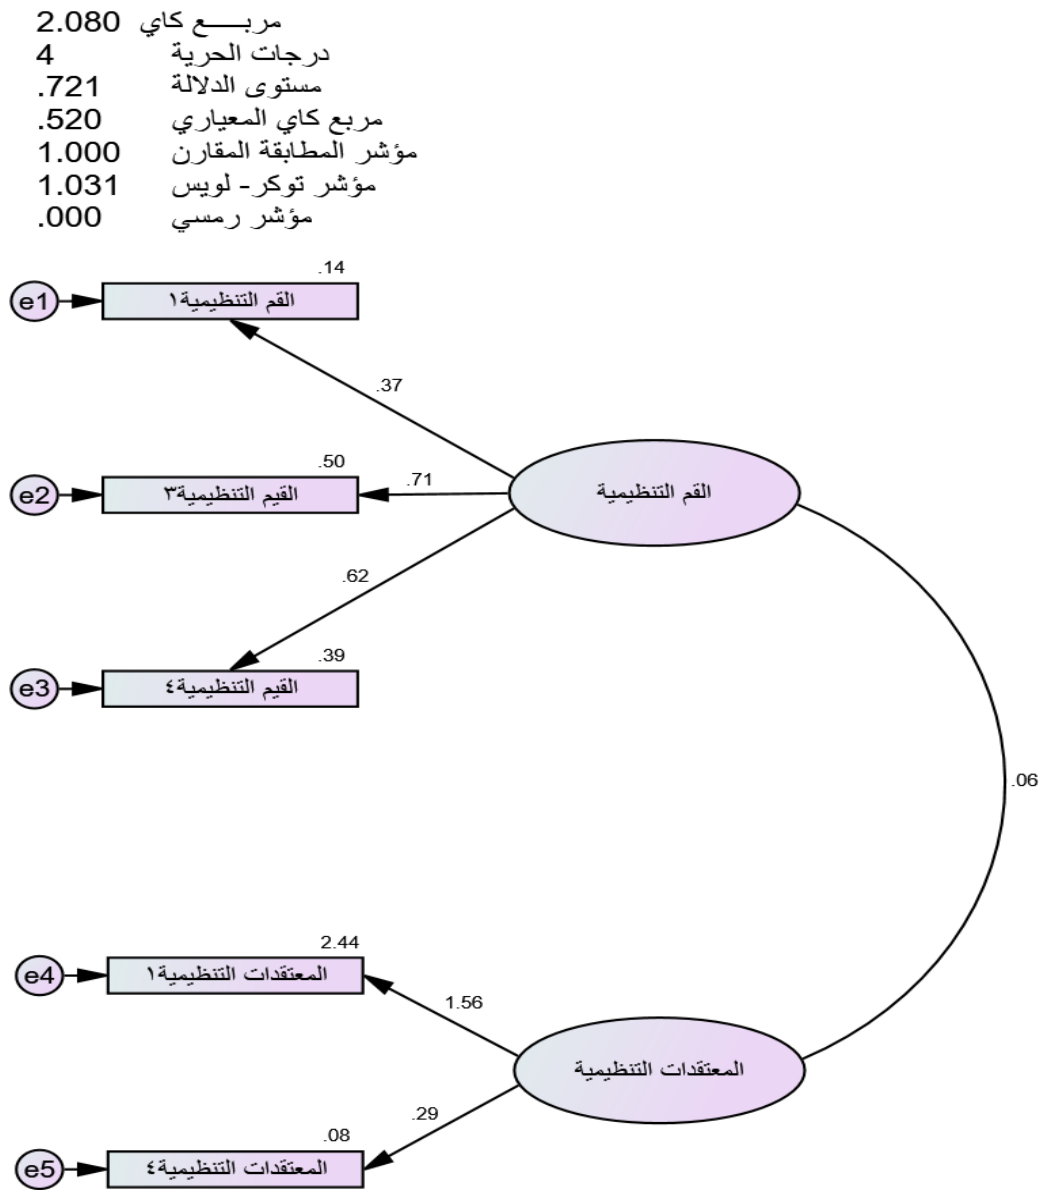 مربـــــع كاي 2.080
درجات الحرية 4
مستوى الدلالة .721
مربع كاي المعياري .520
مؤشر المطابقة المقارن 1.000
مؤشر توكر- لويس 1.031
مؤشر رمسي .000
.14
e1
القم التنظيمية١
.37
.50
e2
القيم التنظيمية٣
.71
القم التنظيمية
.62
.39
e3
القيم التنظيمية٤
.06
2.44
e4
المعتقدات التنظيمية١
1.56
المعتقدات التنظيمية
.29
.08
e5
المعتقدات التنظيمية٤